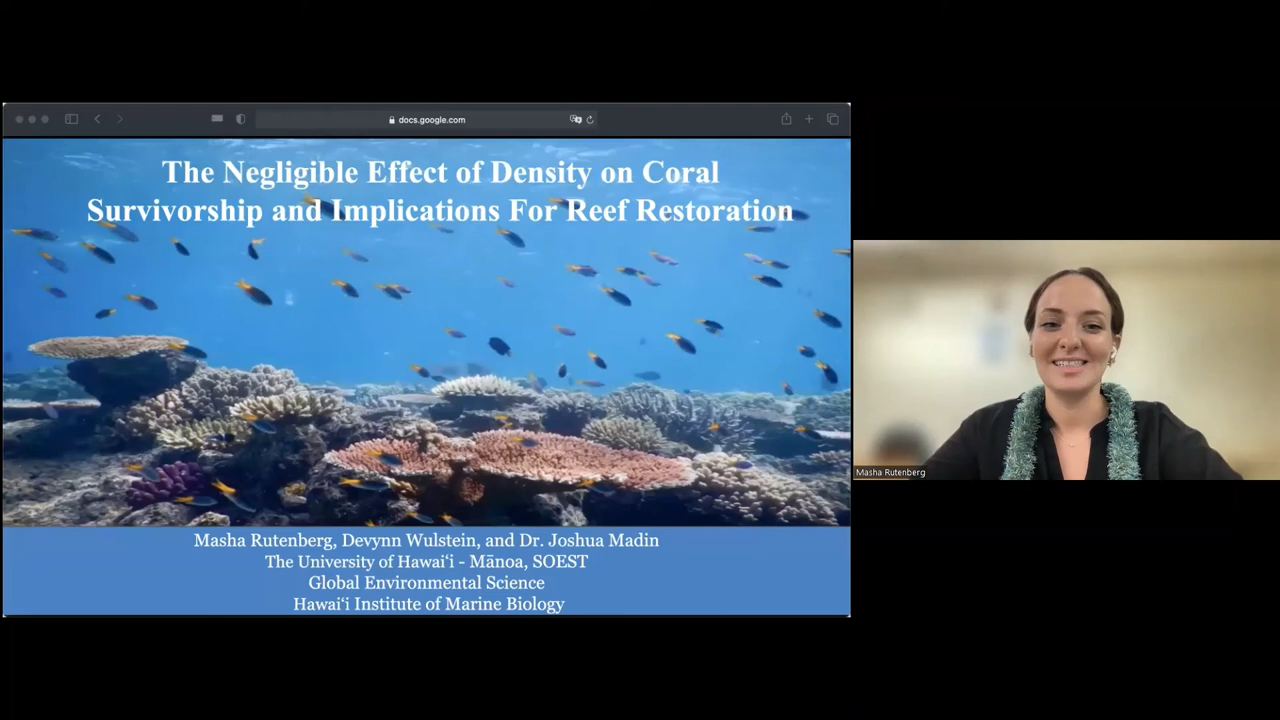 docs.google.com
The Negligible Effect of Density on Coral
Survivorship and Implications For Reef Restoration
Masha Rutenberg, Devynn Wulstein, and Dr. Joshua Madin
The University of Hawaiʻi - Mānoa, SOEST
Global Environmental Science
Hawaiʻi Institute of Marine Biology
Masha Rutenberg